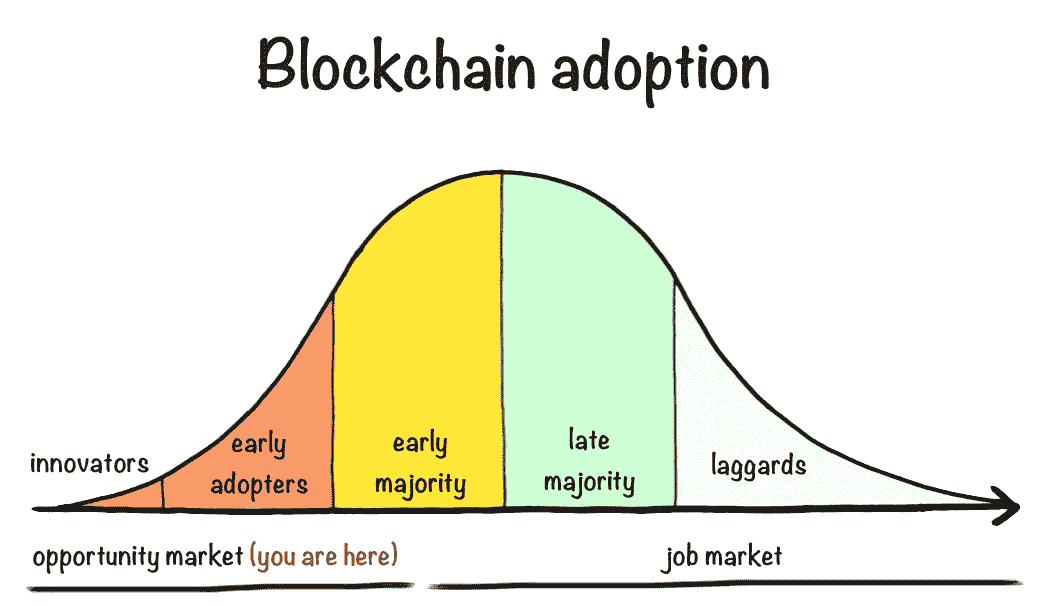 Blockchain adoption
innovators
early
adopters
early
majority
late
majority
laggards
opportunity market (you are here)
job market